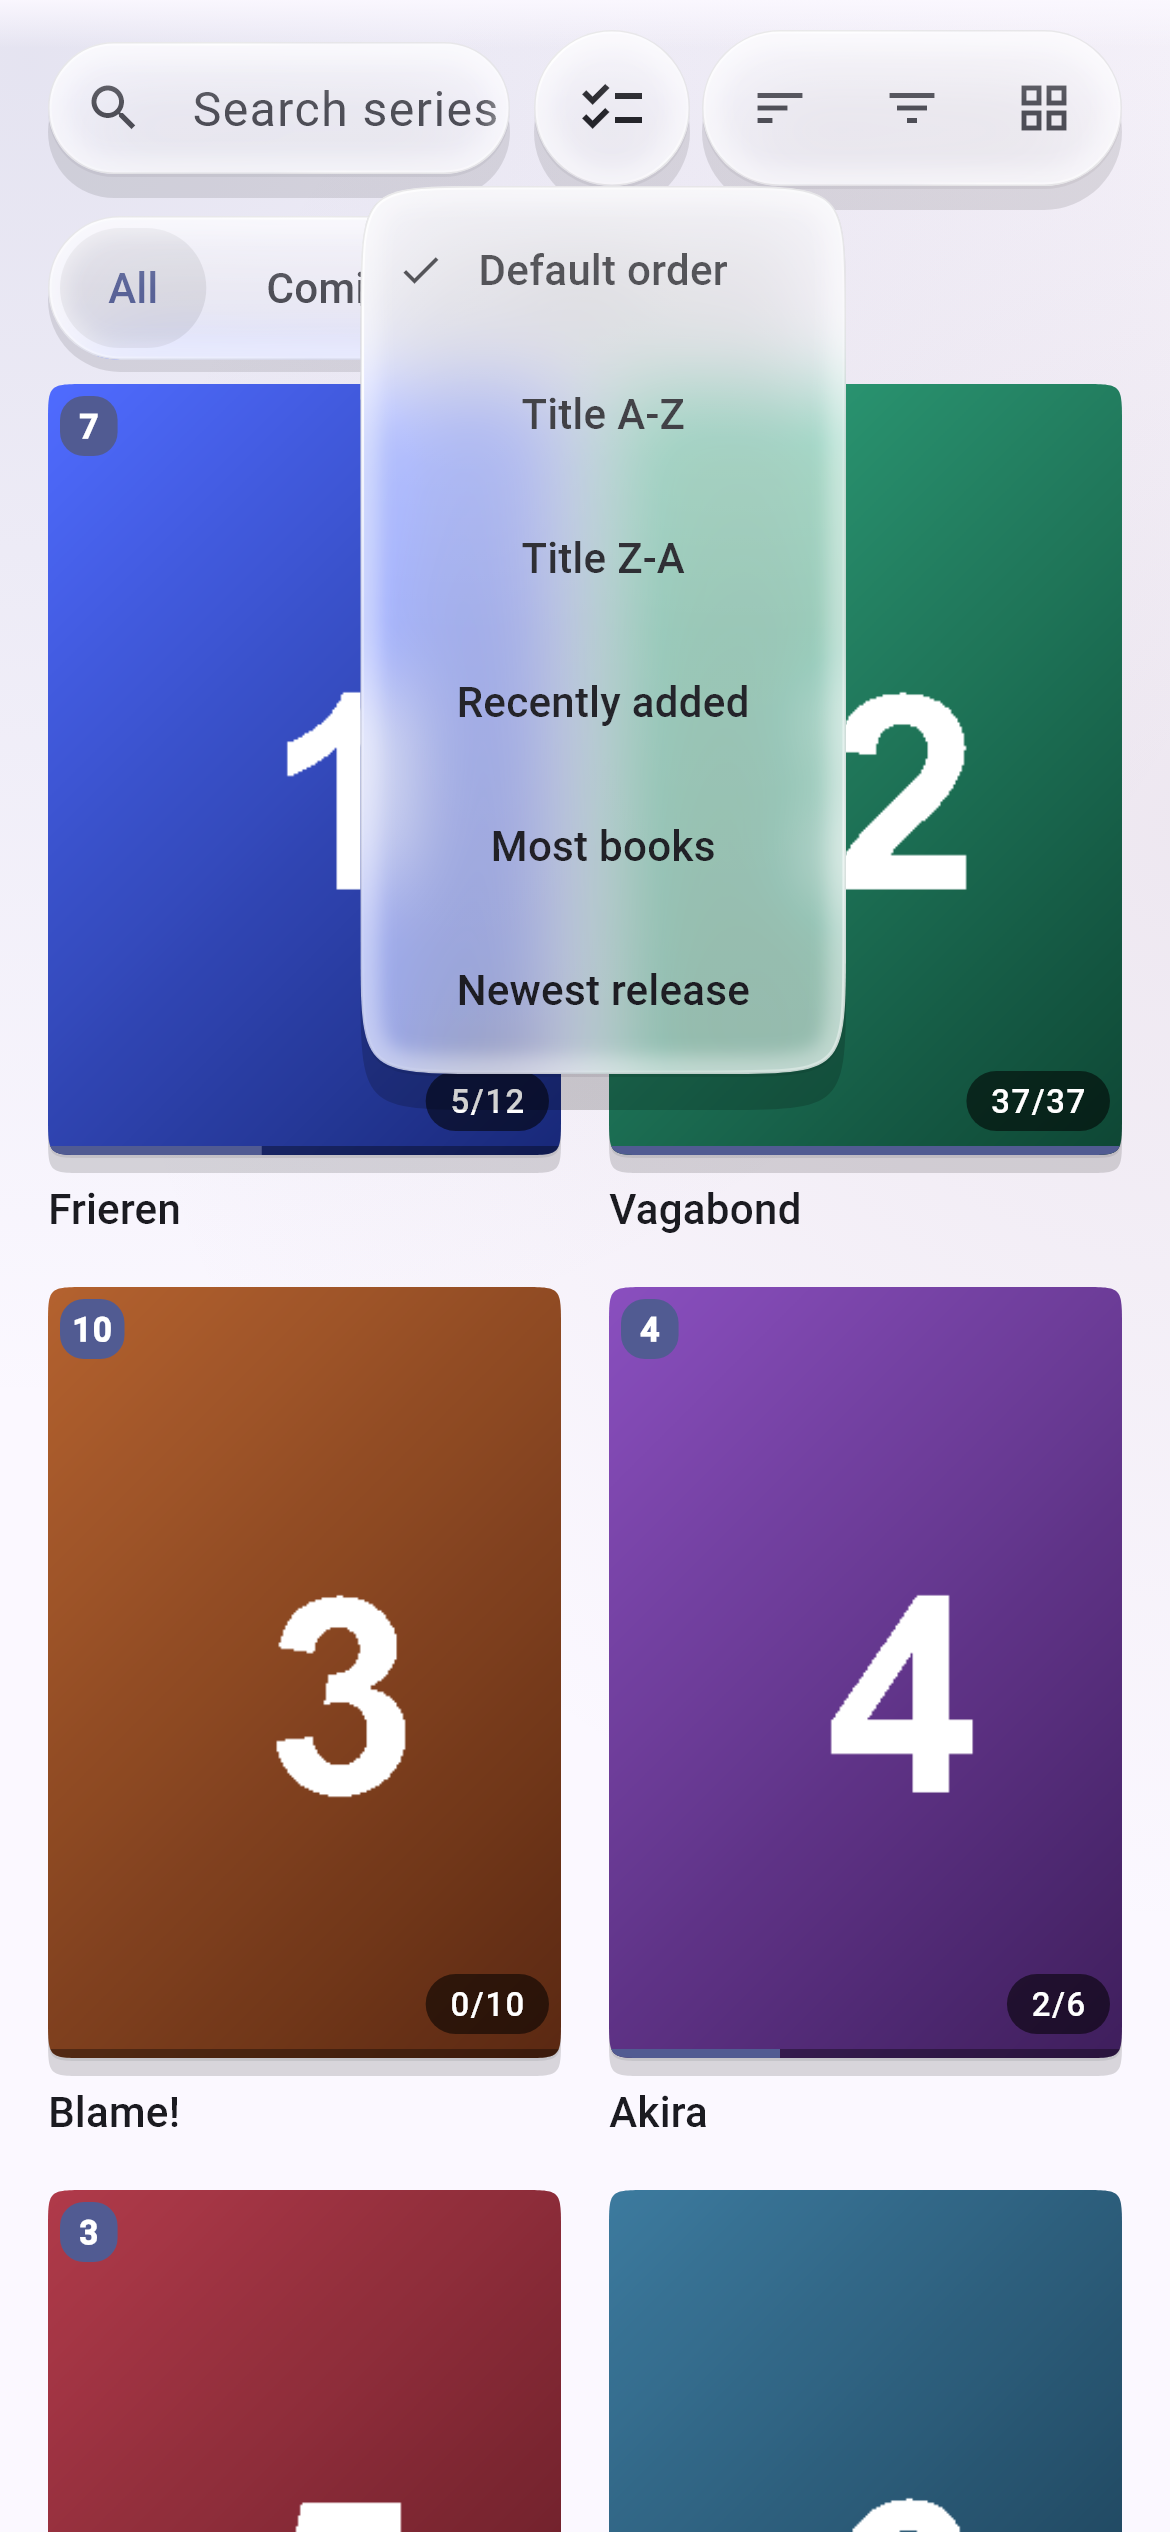 Search series
Default order
All
Comi
Title A-Z
7
Title Z-A
Recently added
1
2
Most books
Newest release
5/12
37/37
Frieren
Vagabond
10
4
3
4
0/10
2/6
Blame!
Akira
3